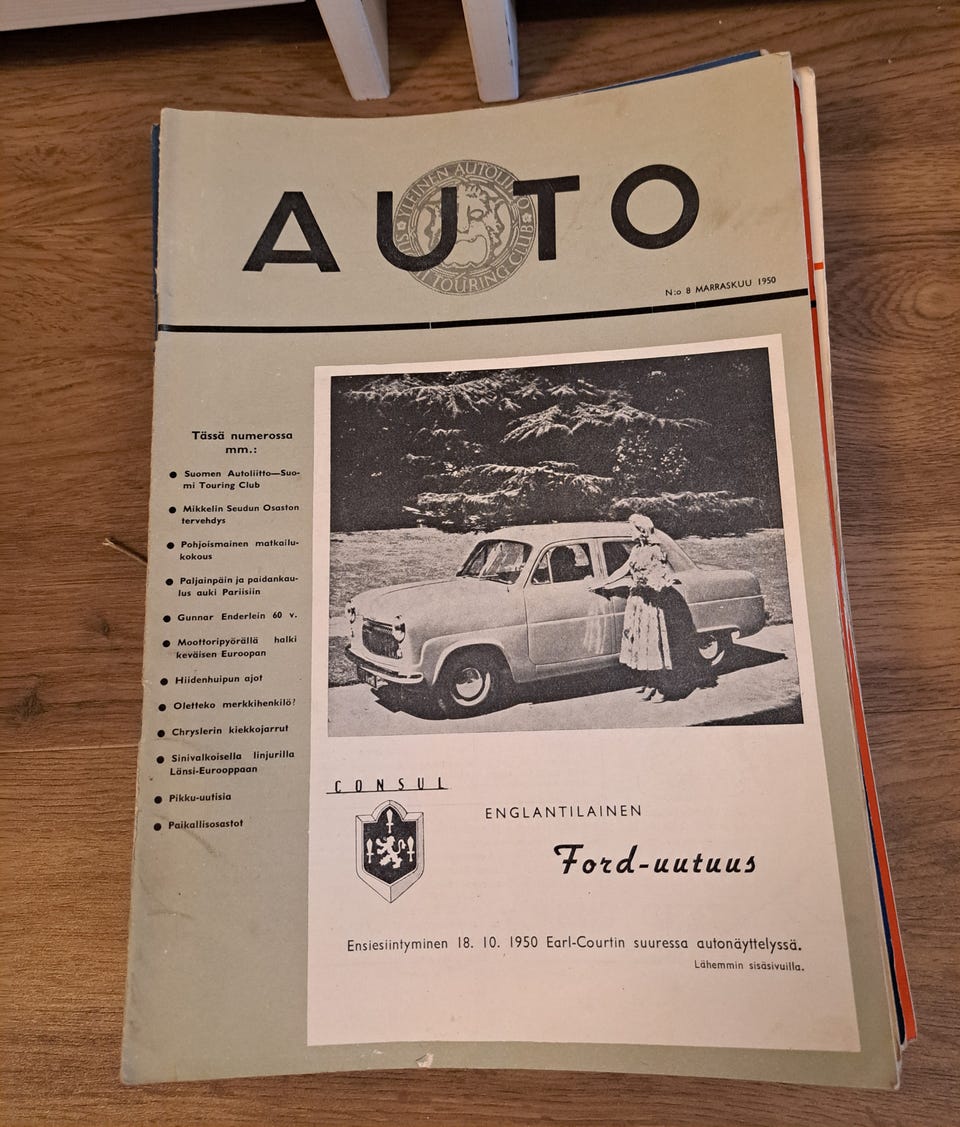 AUTO
YLEINEN AUTOLIITTO
TOURING CLUB
N:o 8 MARRASKUU 1950
Tässä numerossa
mm.:
● Suomen Autoliitto—Suo-
mi Touring Club
● Mikkelin Seudun Osaston
tervehdys
● Pohjoismainen matkailu-
kokous
● Paljainpäin ja paidankau-
lus auki Pariisiin
● Gunnar Enderlein 60 v.
● Moottoripyörällä halki
keväisen Euroopan
● Hiidenhuipun ajot
● Oletteko merkkihenkilö?
● Chryslerin kiekkojarrut
● Sinivalkoisella linjurilla
Länsi-Eurooppaan
● Pikku-uutisia
● Paikallisosastot
CONSUL
ENGLANTILAINEN
Ford-uutuus
Ensiesiintyminen 18. 10. 1950 Earl-Courtin suuressa autonäyttelyssä.
Lähemmin sisäsivuilla.